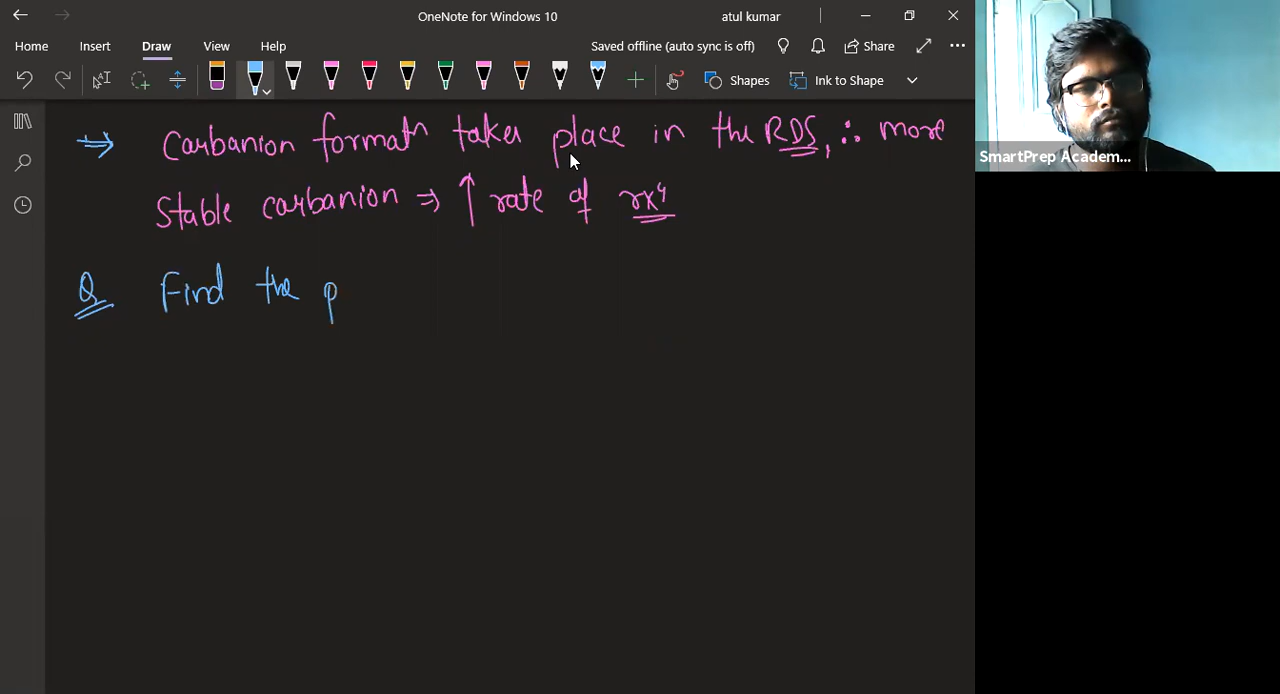 OneNote for Windows 10
atul kumar
Home Insert Draw View Help
Saved offline (auto sync is off)
Share
Shapes
Ink to Shape
SmartPrep Academ...
⇒ Carbanion formatn takes place in the RDS, ∴ more
Stable carbanion ⇒ ↑ rate of rxn
Q Find the p